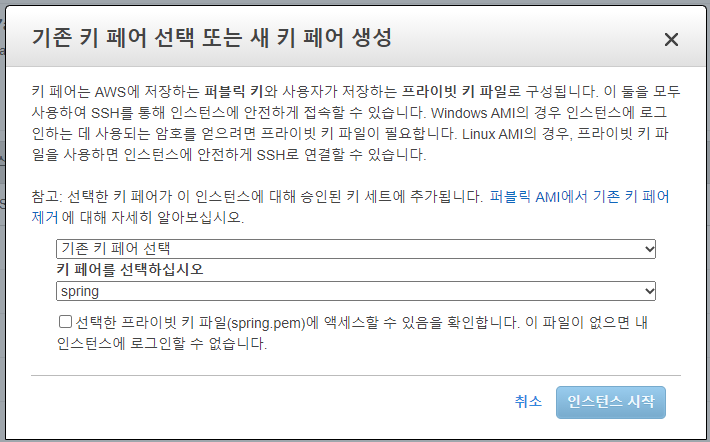 기존 키 페어 선택 또는 새 키 페어 생성
키 페어는 AWS에 저장하는 퍼블릭 키와 사용자가 저장하는 프라이빗 키 파일로 구성됩니다. 이 둘을 모두
사용하여 SSH를 통해 인스턴스에 안전하게 접속할 수 있습니다. Windows AMI의 경우 인스턴스에 로그
인하는 데 사용되는 암호를 얻으려면 프라이빗 키 파일이 필요합니다. Linux AMI의 경우, 프라이빗 키 파
일을 사용하면 인스턴스에 안전하게 SSH로 연결할 수 있습니다.
참고: 선택한 키 페어가 이 인스턴스에 대해 승인된 키 세트에 추가됩니다. 퍼블릭 AMI에서 기존 키 페어
제거 에 대해 자세히 알아보십시오.
기존 키 페어 선택
키 페어를 선택하십시오
spring
선택한 프라이빗 키 파일(spring.pem)에 액세스할 수 있음을 확인합니다. 이 파일이 없으면 내
인스턴스에 로그인할 수 없습니다.
취소 인스턴스 시작